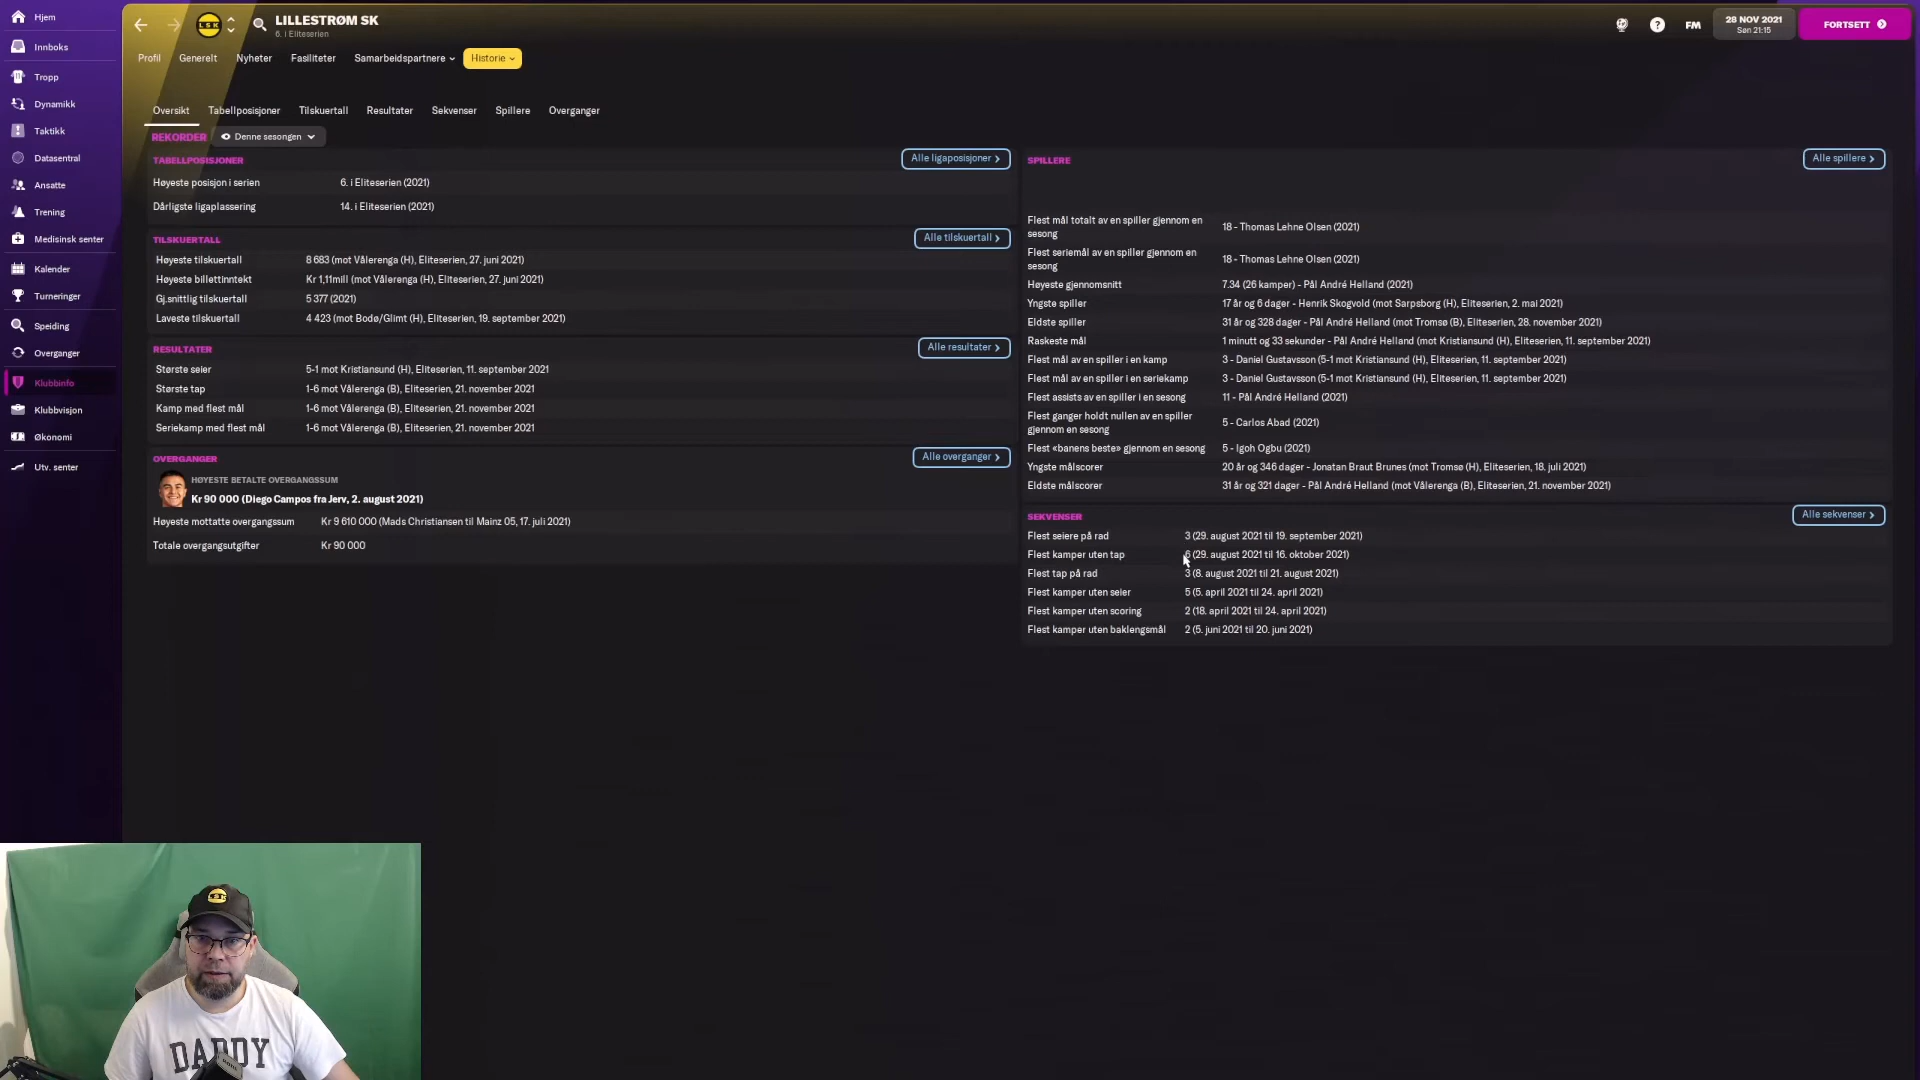 Hjem
Innboks
Tropp
Dynamikk
Taktikk
Datasentral
Ansatte
Trening
Medisinsk senter
Kalender
Turneringer
Speiding
Overganger
Klubbinfo
Klubbvisjon
Økonomi
Utv. senter
LSK
LILLESTRØM SK
6. i Eliteserien
FM
28 NOV 2021
Søn 21:15
FORTSETT
Profil Generelt Nyheter Fasiliteter Samarbeidspartnere Historie
Oversikt Tabellposisjoner Tilskuertall Resultater Sekvenser Spillere Overganger
REKORDER Denne sesongen
TABELLPOSISJONER Alle ligaposisjoner
Høyeste posisjon i serien 6. i Eliteserien (2021)
Dårligste ligaplassering 14. i Eliteserien (2021)
TILSKUERTALL Alle tilskuertall
Høyeste tilskuertall 8 683 (mot Vålerenga (H), Eliteserien, 27. juni 2021)
Høyeste billettinntekt Kr 1,11mill (mot Vålerenga (H), Eliteserien, 27. juni 2021)
Gj.snittlig tilskuertall 5 377 (2021)
Laveste tilskuertall 4 423 (mot Bodø/Glimt (H), Eliteserien, 19. september 2021)
RESULTATER Alle resultater
Største seier 5-1 mot Kristiansund (H), Eliteserien, 11. september 2021
Største tap 1-6 mot Vålerenga (B), Eliteserien, 21. november 2021
Kamp med flest mål 1-6 mot Vålerenga (B), Eliteserien, 21. november 2021
Seriekamp med flest mål 1-6 mot Vålerenga (B), Eliteserien, 21. november 2021
OVERGANGER Alle overganger
HØYESTE BETALTE OVERGANGSSUM
Kr 90 000 (Diego Campos fra Jerv, 2. august 2021)
Høyeste mottatte overgangssum Kr 9 610 000 (Mads Christiansen til Mainz 05, 17. juli 2021)
Totale overgangsutgifter Kr 90 000
SPILLERE Alle spillere
Flest mål totalt av en spiller gjennom en
sesong 18 - Thomas Lehne Olsen (2021)
Flest seriemål av en spiller gjennom en
sesong 18 - Thomas Lehne Olsen (2021)
Høyeste gjennomsnitt 7.34 (26 kamper) - Pål André Helland (2021)
Yngste spiller 17 år og 6 dager - Henrik Skogvold (mot Sarpsborg (H), Eliteserien, 2. mai 2021)
Eldste spiller 31 år og 328 dager - Pål André Helland (mot Tromsø (B), Eliteserien, 28. november 2021)
Raskeste mål 1 minutt og 33 sekunder - Pål André Helland (mot Kristiansund (H), Eliteserien, 11. september 2021)
Flest mål av en spiller i en kamp 3 - Daniel Gustavsson (5-1 mot Kristiansund (H), Eliteserien, 11. september 2021)
Flest mål av en spiller i en seriekamp 3 - Daniel Gustavsson (5-1 mot Kristiansund (H), Eliteserien, 11. september 2021)
Flest assists av en spiller i en sesong 11 - Pål André Helland (2021)
Flest ganger holdt nullen av en spiller
gjennom en sesong 5 - Carlos Abad (2021)
Flest «banens beste» gjennom en sesong 5 - Igoh Ogbu (2021)
Yngste målscorer 20 år og 346 dager - Jonatan Braut Brunes (mot Tromsø (H), Eliteserien, 18. juli 2021)
Eldste målscorer 31 år og 321 dager - Pål André Helland (mot Vålerenga (B), Eliteserien, 21. november 2021)
SEKVENSER Alle sekvenser
Flest seiere på rad 3 (29. august 2021 til 19. september 2021)
Flest kamper uten tap 6 (29. august 2021 til 16. oktober 2021)
Flest tap på rad 3 (8. august 2021 til 21. august 2021)
Flest kamper uten seier 5 (5. april 2021 til 24. april 2021)
Flest kamper uten scoring 2 (18. april 2021 til 24. april 2021)
Flest kamper uten baklengsmål 2 (5. juni 2021 til 20. juni 2021)
LSK
DADDY